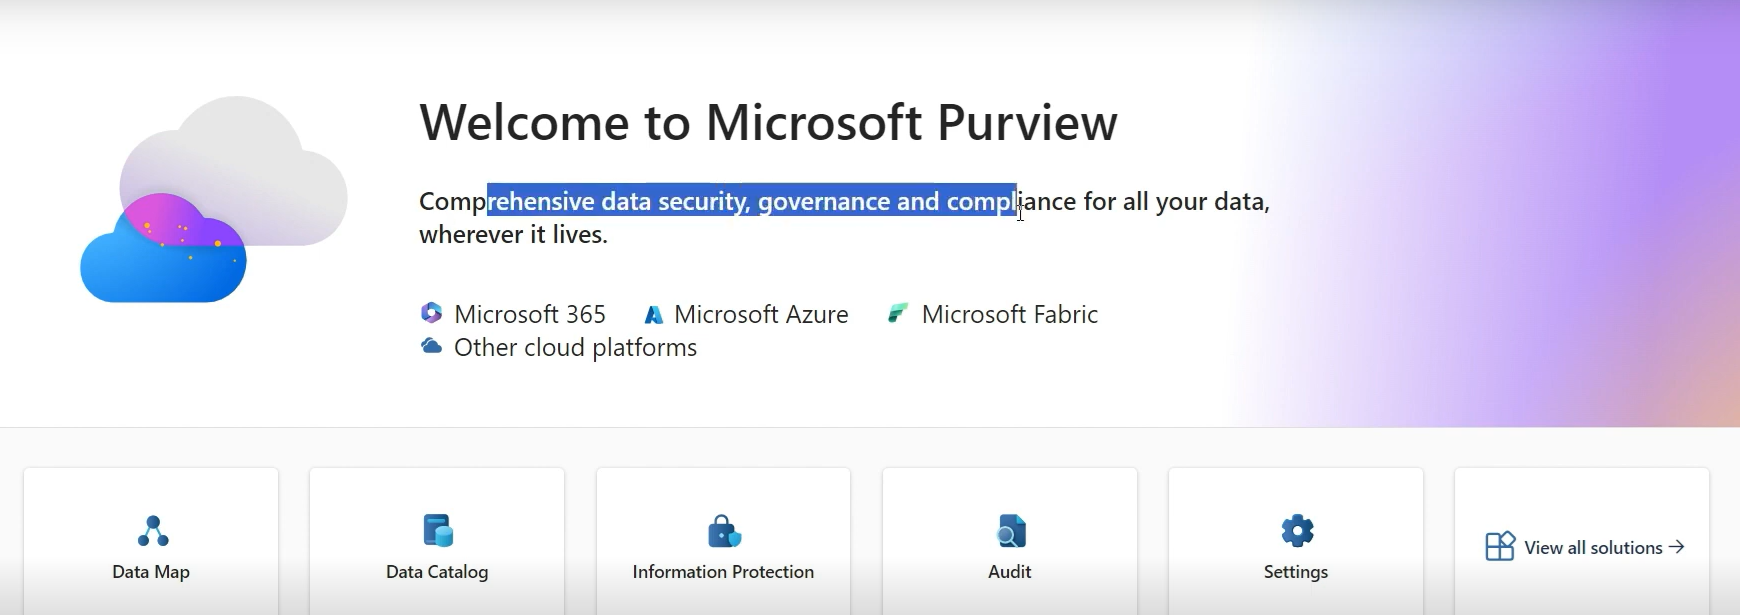 Welcome to Microsoft Purview
Comprehensive data security, governance and compliance for all your data,
wherever it lives.
Microsoft 365 Microsoft Azure Microsoft Fabric
Other cloud platforms
Data Map
Data Catalog
Information Protection
Audit
Settings
View all solutions →